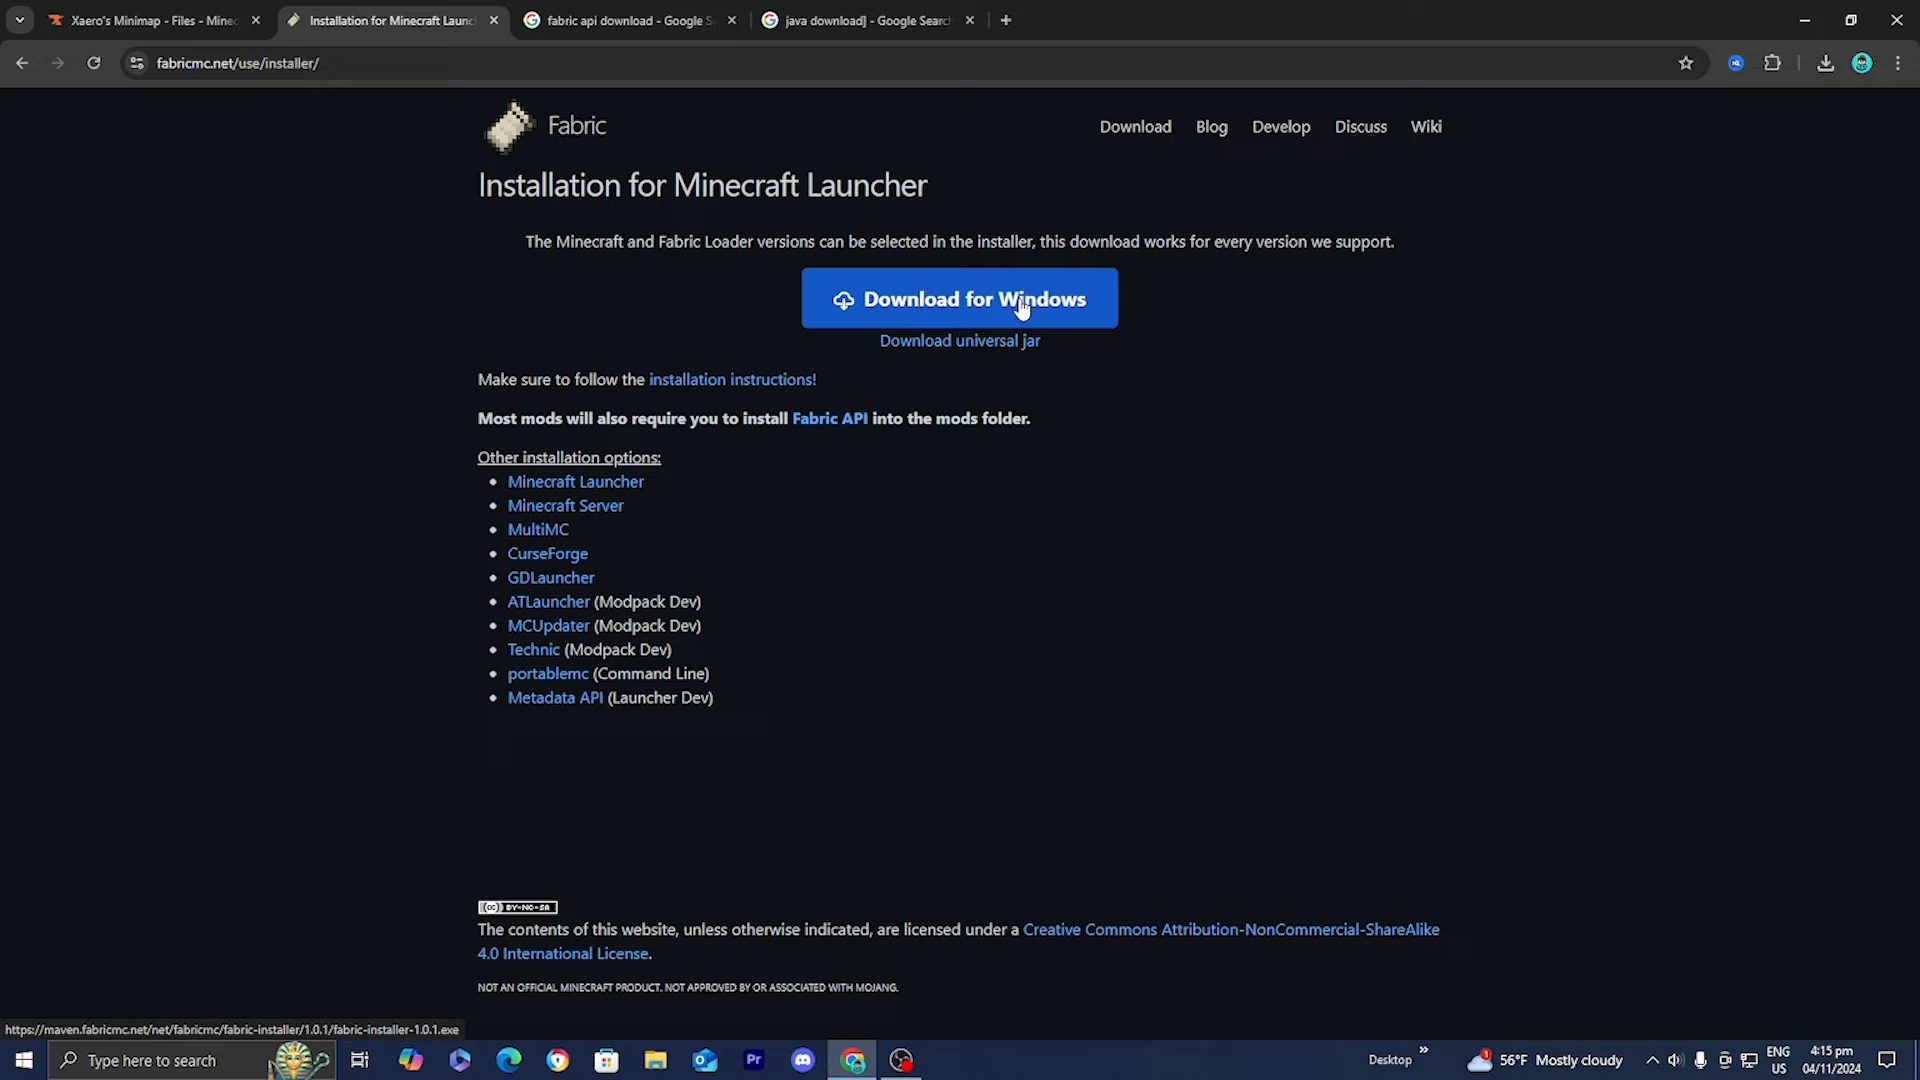 Xaero's Minimap - Files - Minec
Installation for Minecraft Launc
fabric api download - Google S
java download] - Google Search
fabricmc.net/use/installer/
Fabric
Download
Blog
Develop
Discuss
Wiki
Installation for Minecraft Launcher
The Minecraft and Fabric Loader versions can be selected in the installer, this download works for every version we support.
Download for Windows
Download universal jar
Make sure to follow the installation instructions!
Most mods will also require you to install Fabric API into the mods folder.
Other installation options:
Minecraft Launcher
Minecraft Server
MultiMC
CurseForge
GDLauncher
ATLauncher (Modpack Dev)
MCUpdater (Modpack Dev)
Technic (Modpack Dev)
portablemc (Command Line)
Metadata API (Launcher Dev)
(cc) BY-NC-SA
The contents of this website, unless otherwise indicated, are licensed under a Creative Commons Attribution-NonCommercial-ShareAlike
4.0 International License.
NOT AN OFFICIAL MINECRAFT PRODUCT. NOT APPROVED BY OR ASSOCIATED WITH MOJANG.
https://maven.fabricmc.net/net/fabricmc/fabric-installer/1.0.1/fabric-installer-1.0.1.exe
Type here to search
Pr
Desktop
1
56°F Mostly cloudy
ENG
US
4:15 pm
04/11/2024